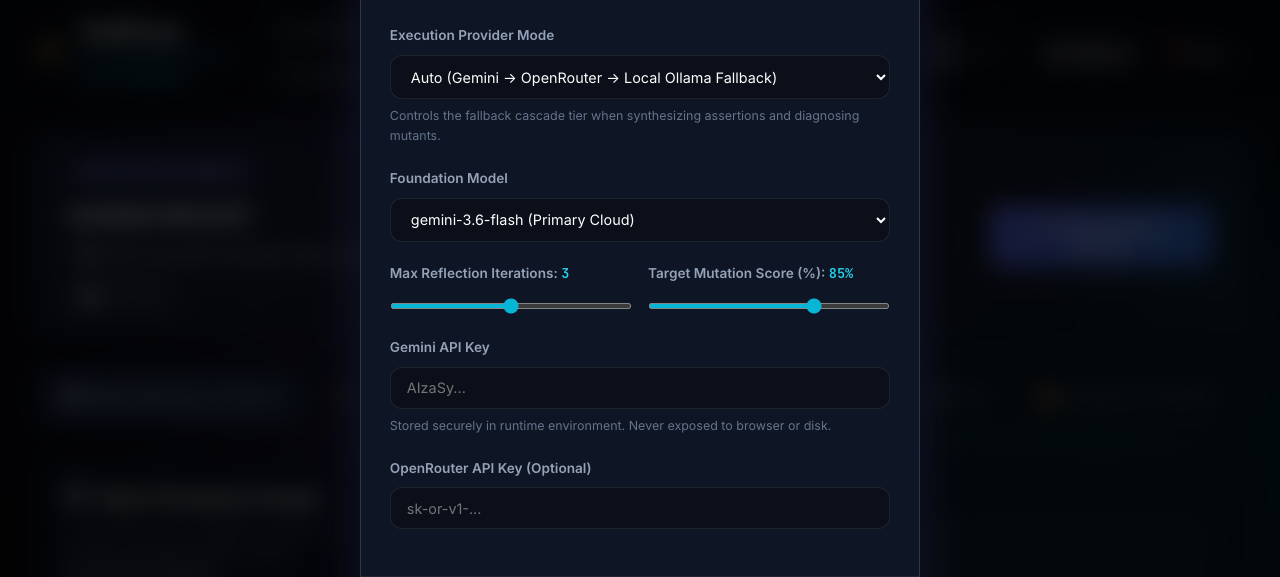 Execution Provider Mode
Auto (Gemini → OpenRouter → Local Ollama Fallback)
Controls the fallback cascade tier when synthesizing assertions and diagnosing
mutants.
Foundation Model
gemini-3.6-flash (Primary Cloud)
Max Reflection Iterations: 3
Target Mutation Score (%): 85%
Gemini API Key
AIzaSy...
Stored securely in runtime environment. Never exposed to browser or disk.
OpenRouter API Key (Optional)
sk-or-v1-...